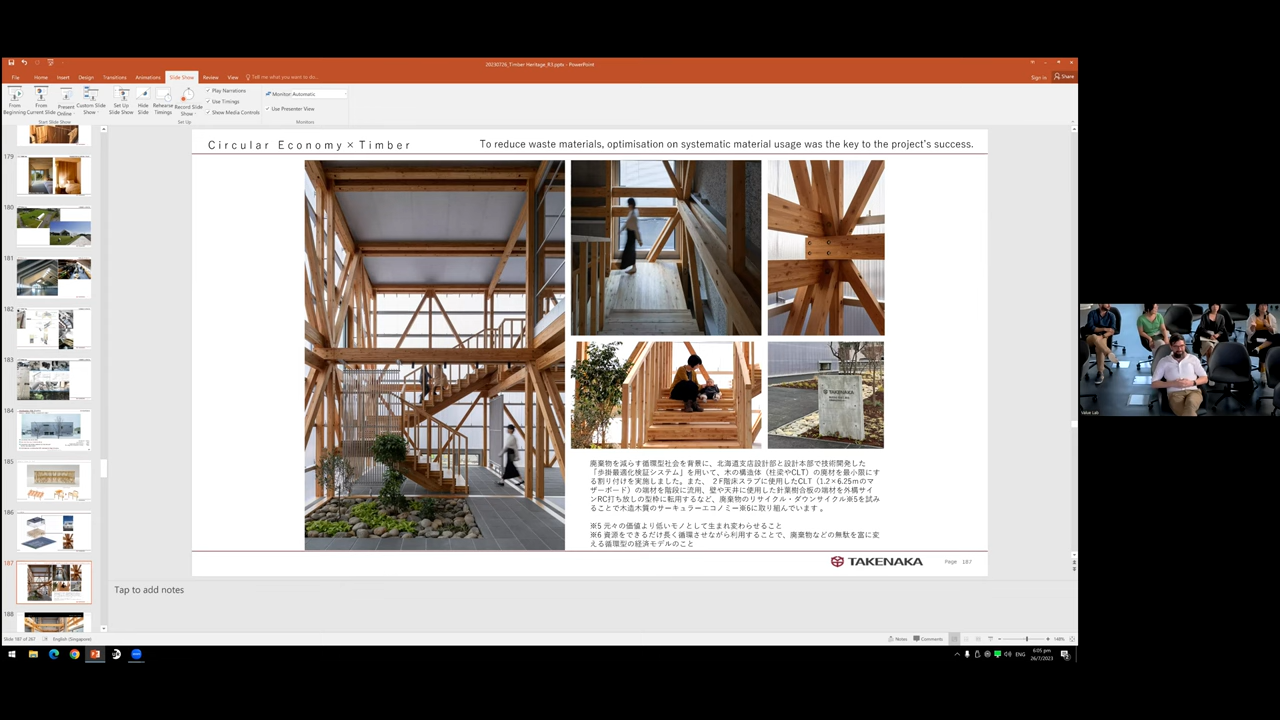 20230726_Timber Heritage_R3.pptx - PowerPoint
File Home Insert Design Transitions Animations Slide Show Review View Tell me what you want to do...
Sign in Share
From Beginning
From Current Slide
Present Online
Custom Slide Show
Set Up Slide Show
Hide Slide
Rehearse Timings
Record Slide Show
Play Narrations
Use Timings
Show Media Controls
Monitor: Automatic
Use Presenter View
Start Slide Show
Set Up
Monitors
179
180
181
182
183
184
185
186
187
188
Circular Economy×Timber
To reduce waste materials, optimisation on systematic material usage was the key to the project's success.
TAKENAKA
廃棄物を減らす循環型社会を背景に、北海道支店設計部と設計本部で技術開発した
「歩掛最適化検証システム」を用いて、木の構造体（柱梁やCLT）の廃材を最小限にす
る割り付けを実施しました。また、２F階床スラブに使用したCLT（1.2×6.25mのマ
ザーボード）の端材を階段に流用、壁や天井に使用した針葉樹合板の端材を外構サイ
ンRC打ち放しの型枠に転用するなど、廃棄物のリサイクル・ダウンサイクル※5を試み
ることで木造木質のサーキュラーエコノミー※6に取り組んでいます 。
※5 元々の価値より低いモノとして生まれ変わらせること
※6 資源をできるだけ長く循環させながら利用することで、廃棄物などの無駄を富に変
える循環型の経済モデルのこと
TAKENAKA
Page 187
Tap to add notes
Slide 187 of 367 English (Singapore)
Notes Comments 148%
ENG
6:05 pm
26/7/2023
Value Lab